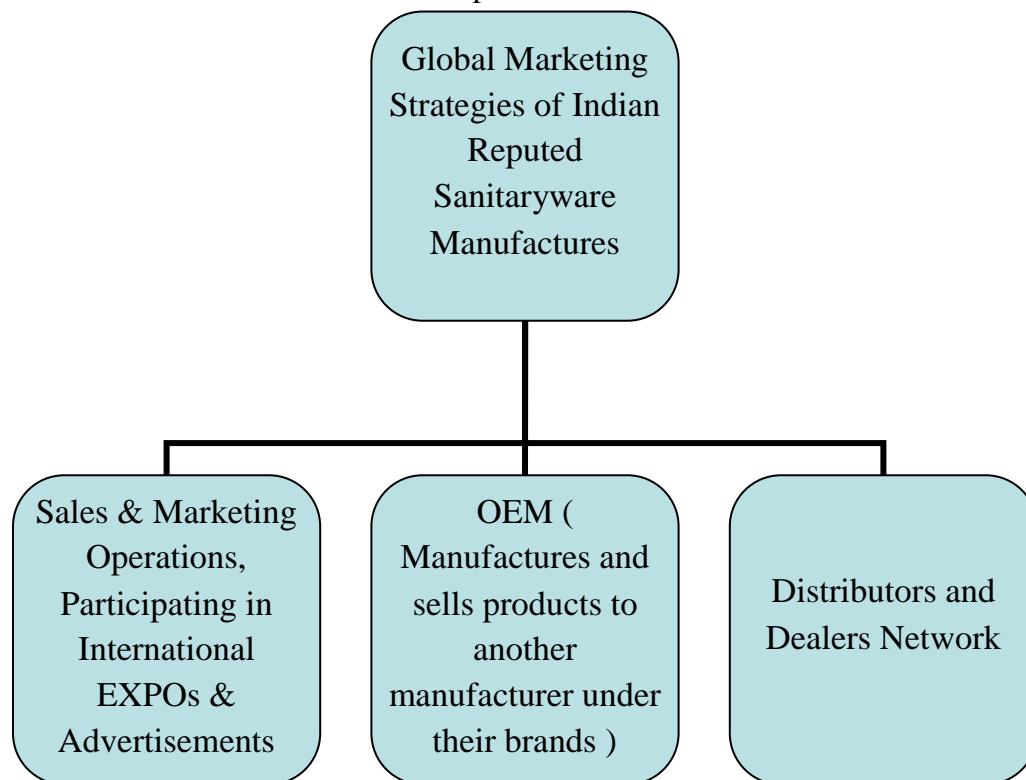 Global Marketing
Strategies of Indian
Reputed
Sanitaryware
Manufactures
Sales & Marketing
Operations,
Participating in
International
EXPOs &
Advertisements
OEM (
Manufactures and
sells products to
another
manufacturer under
their brands )
Distributors and
Dealers Network